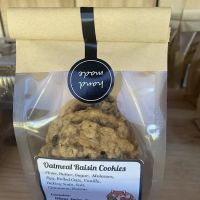 hand
made
Oatmeal Raisin Cookies
Flour, Butter, Sugar, Molasses,
Egg, Rolled Oats, Vanilla,
Baking Soda, Salt,
Cinnamon, Raisins